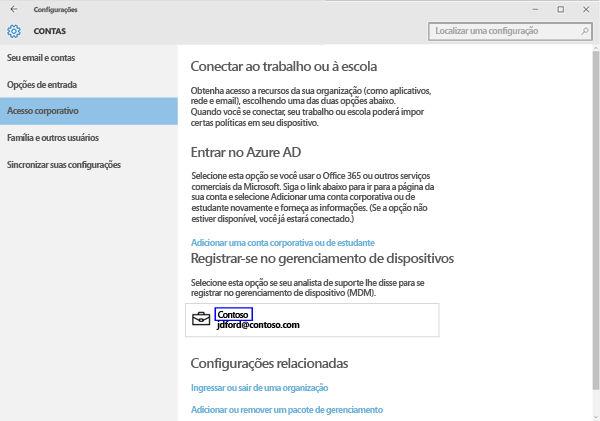 Configurações
CONTAS
Localizar uma configuração
Seu email e contas
Opções de entrada
Acesso corporativo
Família e outros usuários
Sincronizar suas configurações
Conectar ao trabalho ou à escola
Obtenha acesso a recursos da sua organização (como aplicativos,
rede e email), escolhendo uma das duas opções abaixo.
Quando você se conectar, seu trabalho ou escola poderá impor
certas políticas em seu dispositivo.
Entrar no Azure AD
Selecione esta opção se você usar o Office 365 ou outros serviços
comerciais da Microsoft. Siga o link abaixo para ir para a página da
sua conta e selecione Adicionar uma conta corporativa ou de
estudante novamente e forneça as informações. (Se a opção não
estiver disponível, você já estará conectado.)
Adicionar uma conta corporativa ou de estudante
Registrar-se no gerenciamento de dispositivos
Selecione esta opção se seu analista de suporte lhe disse para se
registrar no gerenciamento de dispositivo (MDM).
Contoso
jdford@contoso.com
Configurações relacionadas
Ingressar ou sair de uma organização
Adicionar ou remover um pacote de gerenciamento